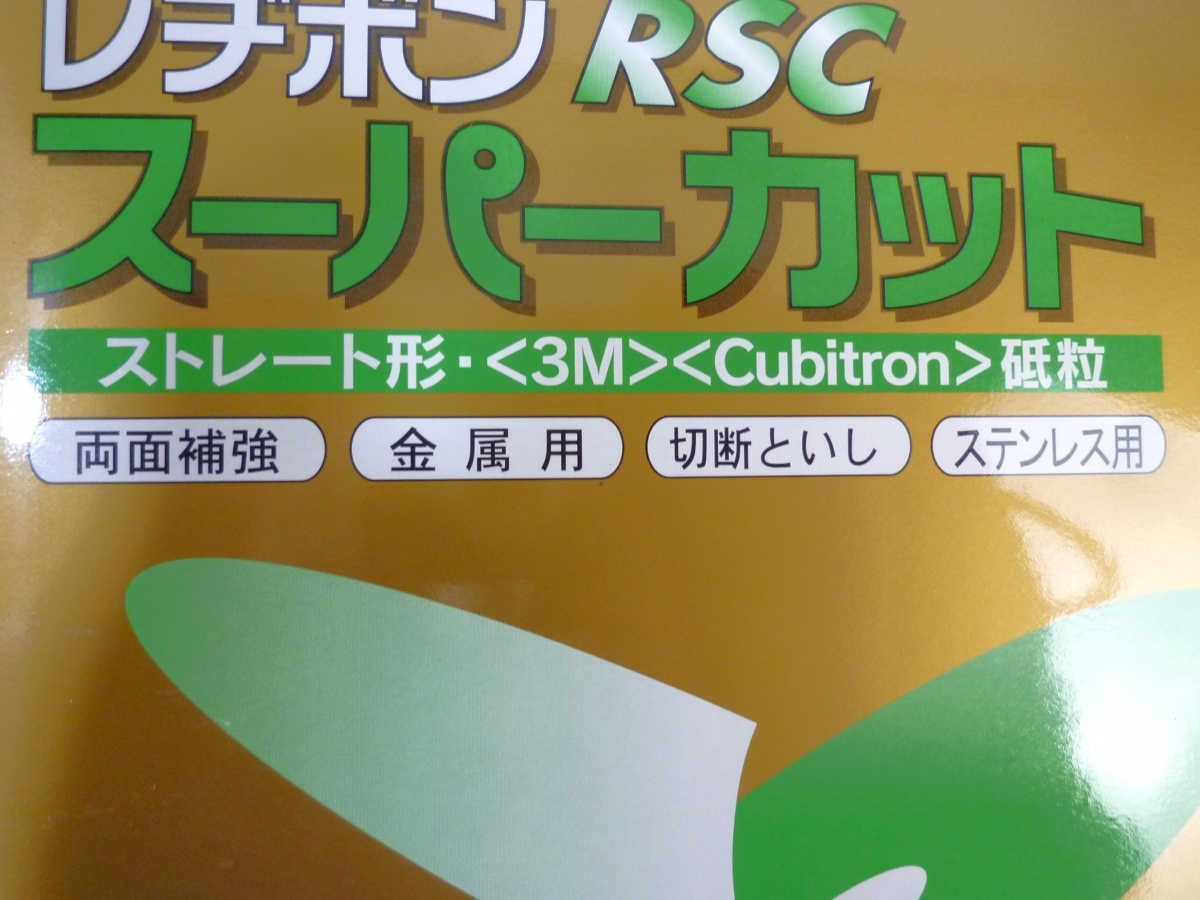 レヂボン RSC
スーパーカット
ストレート形・<3M><Cubitron>砥粒
両面補強 金属用 切断といし ステンレス用